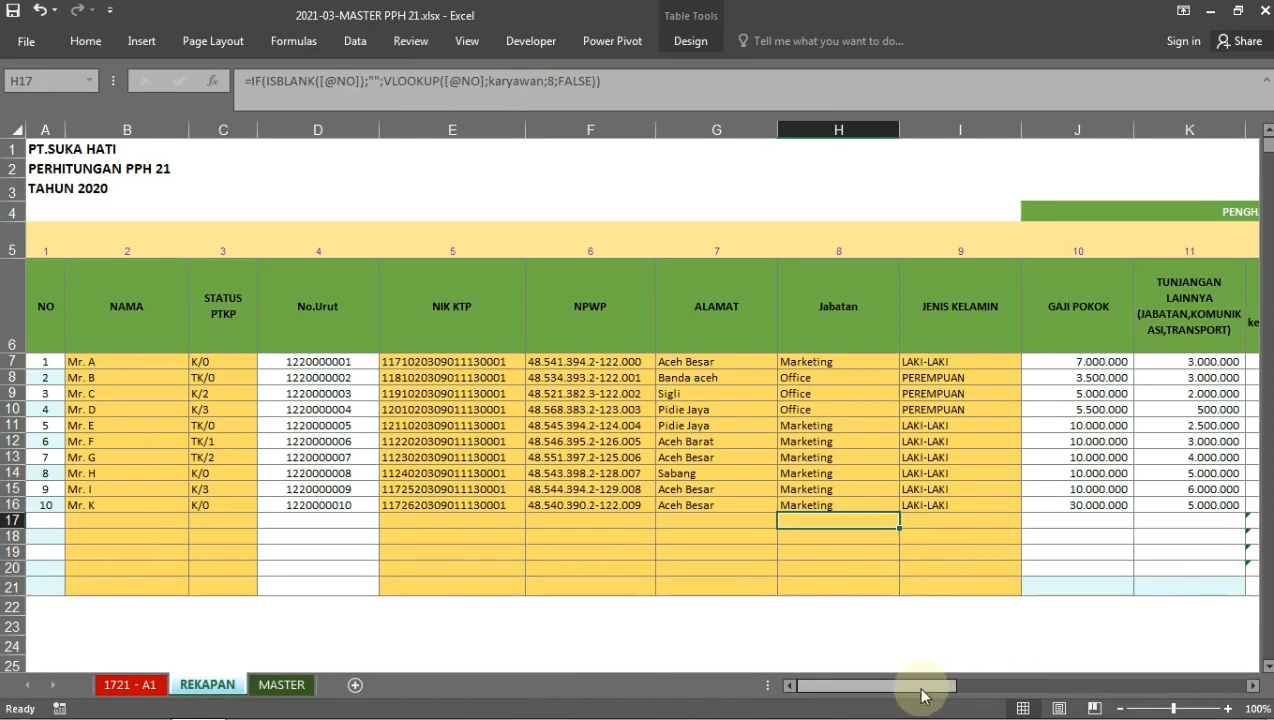 2021-03-MASTER PPH 21.xlsx - Excel
Table Tools
File Home Insert Page Layout Formulas Data Review View Developer Power Pivot Design Tell me what you want to do... Sign in Share
H17 fx =IF(ISBLANK([@NO]);"";VLOOKUP([@NO];karyawan;8;FALSE))
A B C D E F G H I J K
1 PT.SUKA HATI
2 PERHITUNGAN PPH 21
3 TAHUN 2020
4 PENGH
5 1 2 3 4 5 6 7 8 9 10 11
6 NO NAMA STATUS PTKP No.Urut NIK KTP NPWP ALAMAT Jabatan JENIS KELAMIN GAJI POKOK TUNJANGAN LAINNYA (JABATAN,KOMUNIKASI,TRANSPORT) ke
7 1 Mr. A K/0 1220000001 1171020309011130001 48.541.394.2-122.000 Aceh Besar Marketing LAKI-LAKI 7.000.000 3.000.000
8 2 Mr. B TK/0 1220000002 1181020309011130001 48.534.393.2-122.001 Banda aceh Office PEREMPUAN 3.500.000 3.000.000
9 3 Mr. C K/2 1220000003 1191020309011130001 48.521.382.3-122.002 Sigli Office PEREMPUAN 5.000.000 2.000.000
10 4 Mr. D K/3 1220000004 1201020309011130001 48.568.383.2-123.003 Pidie Jaya Office PEREMPUAN 5.500.000 500.000
11 5 Mr. E TK/0 1220000005 1211020309011130001 48.545.394.2-124.004 Pidie Jaya Marketing LAKI-LAKI 10.000.000 2.500.000
12 6 Mr. F TK/1 1220000006 1122020309011130001 48.546.395.2-126.005 Aceh Barat Marketing LAKI-LAKI 10.000.000 3.000.000
13 7 Mr. G TK/2 1220000007 1123020309011130001 48.551.397.2-125.006 Aceh Besar Marketing LAKI-LAKI 10.000.000 4.000.000
14 8 Mr. H K/0 1220000008 1124020309011130001 48.543.398.2-128.007 Sabang Marketing LAKI-LAKI 10.000.000 5.000.000
15 9 Mr. I K/3 1220000009 1172520309011130001 48.544.394.2-129.008 Aceh Besar Marketing LAKI-LAKI 10.000.000 6.000.000
16 10 Mr. K K/0 1220000010 1172620309011130001 48.540.390.2-122.009 Aceh Besar Marketing LAKI-LAKI 30.000.000 5.000.000
17
18
19
20
21
22
23
24
25
1721 - A1 REKAPAN MASTER
Ready 100%